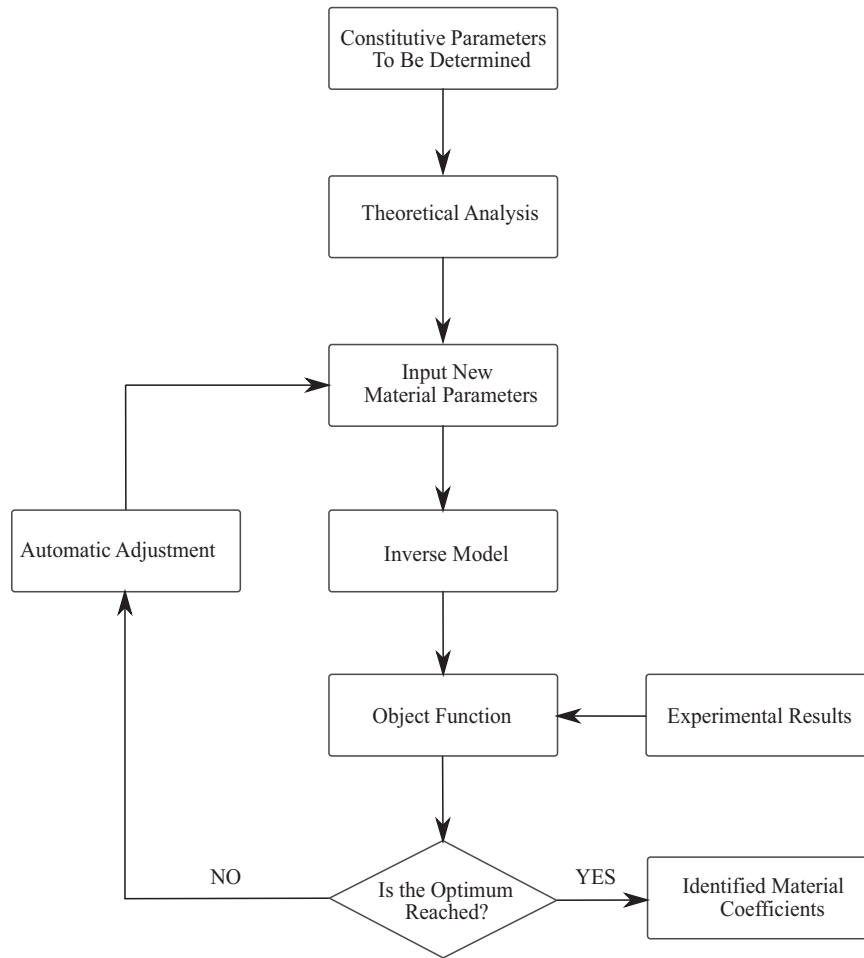 Constitutive Parameters
To Be Determined
Theoretical Analysis
Input New
Material Parameters
Automatic Adjustment
Inverse Model
Object Function
Experimental Results
NO
Is the Optimum
Reached?
YES
Identified Material
Coefficients